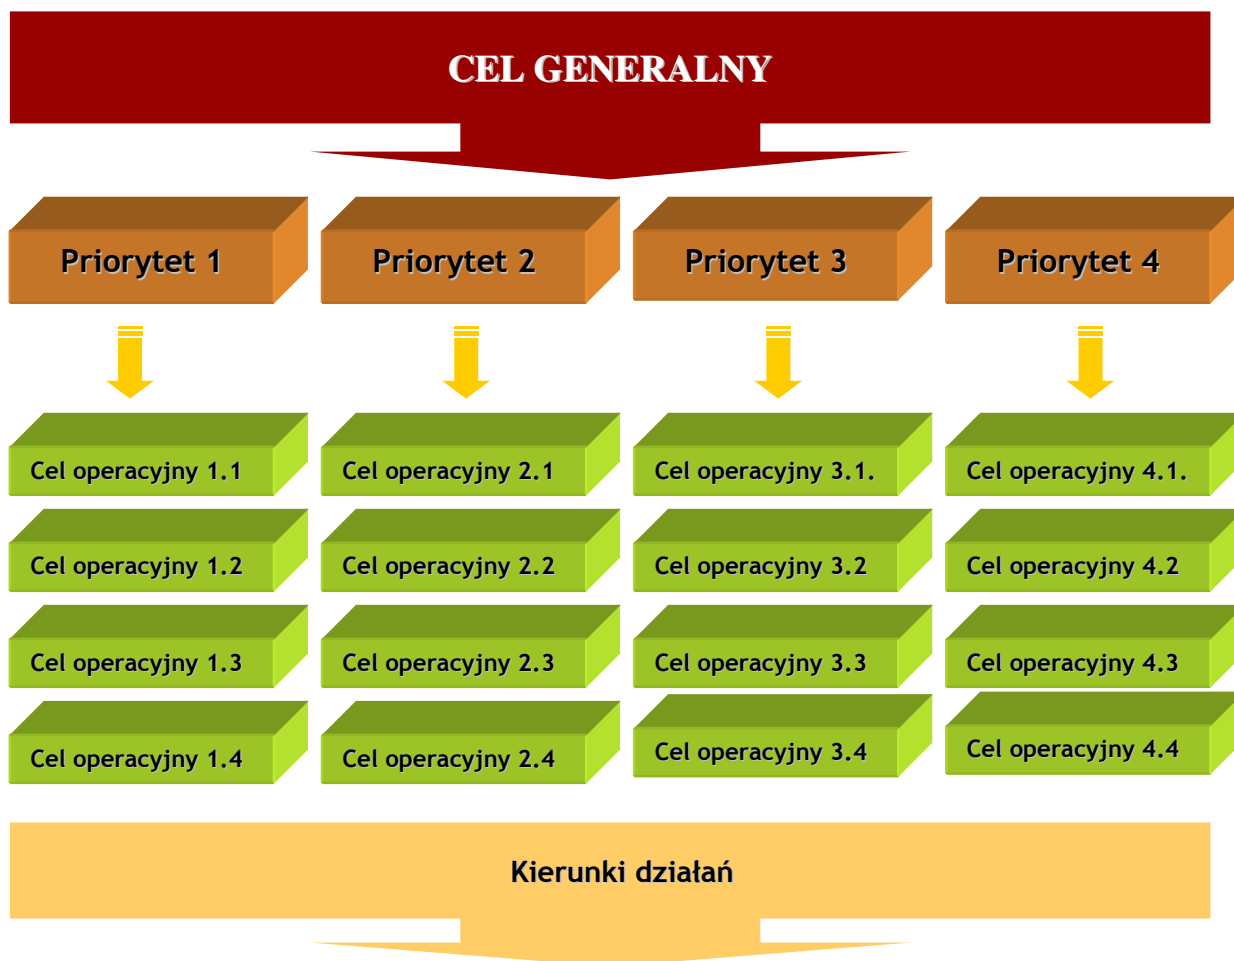 CEL GENERALNY
Priorytet 1
Priorytet 2
Priorytet 3
Priorytet 4
Cel operacyjny 1.1
Cel operacyjny 2.1
Cel operacyjny 3.1.
Cel operacyjny 4.1.
Cel operacyjny 1.2
Cel operacyjny 2.2
Cel operacyjny 3.2
Cel operacyjny 4.2
Cel operacyjny 1.3
Cel operacyjny 2.3
Cel operacyjny 3.3
Cel operacyjny 4.3
Cel operacyjny 1.4
Cel operacyjny 2.4
Cel operacyjny 3.4
Cel operacyjny 4.4
Kierunki działań